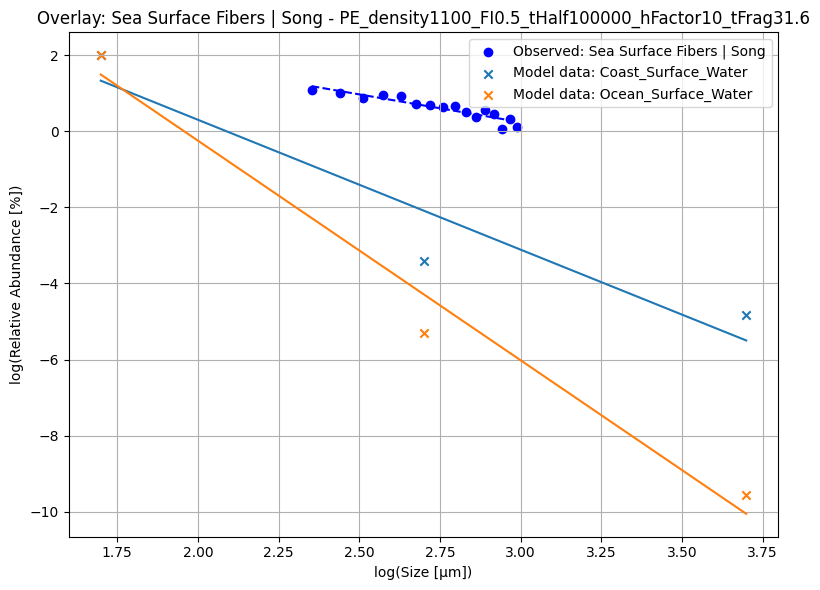 Overlay: Sea Surface Fibers | Song - PE_density1100_FI0.5_tHalf100000_hFactor10_tFrag31.6
Observed: Sea Surface Fibers | Song
Model data: Coast_Surface_Water
Model data: Ocean_Surface_Water
log(Relative Abundance [%])
2
0
−2
−4
−6
−8
−10
1.75 2.00 2.25 2.50 2.75 3.00 3.25 3.50 3.75
log(Size [µm])